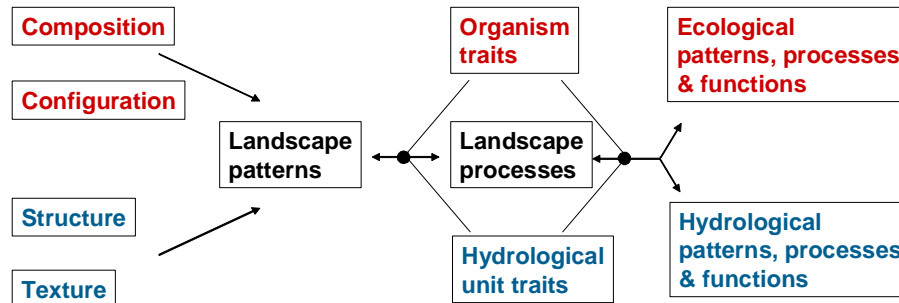 Composition
Configuration
Structure
Texture
Landscape
patterns
Organism
traits
Landscape
processes
Hydrological
unit traits
Ecological
patterns, processes
& functions
Hydrological
patterns, processes
& functions